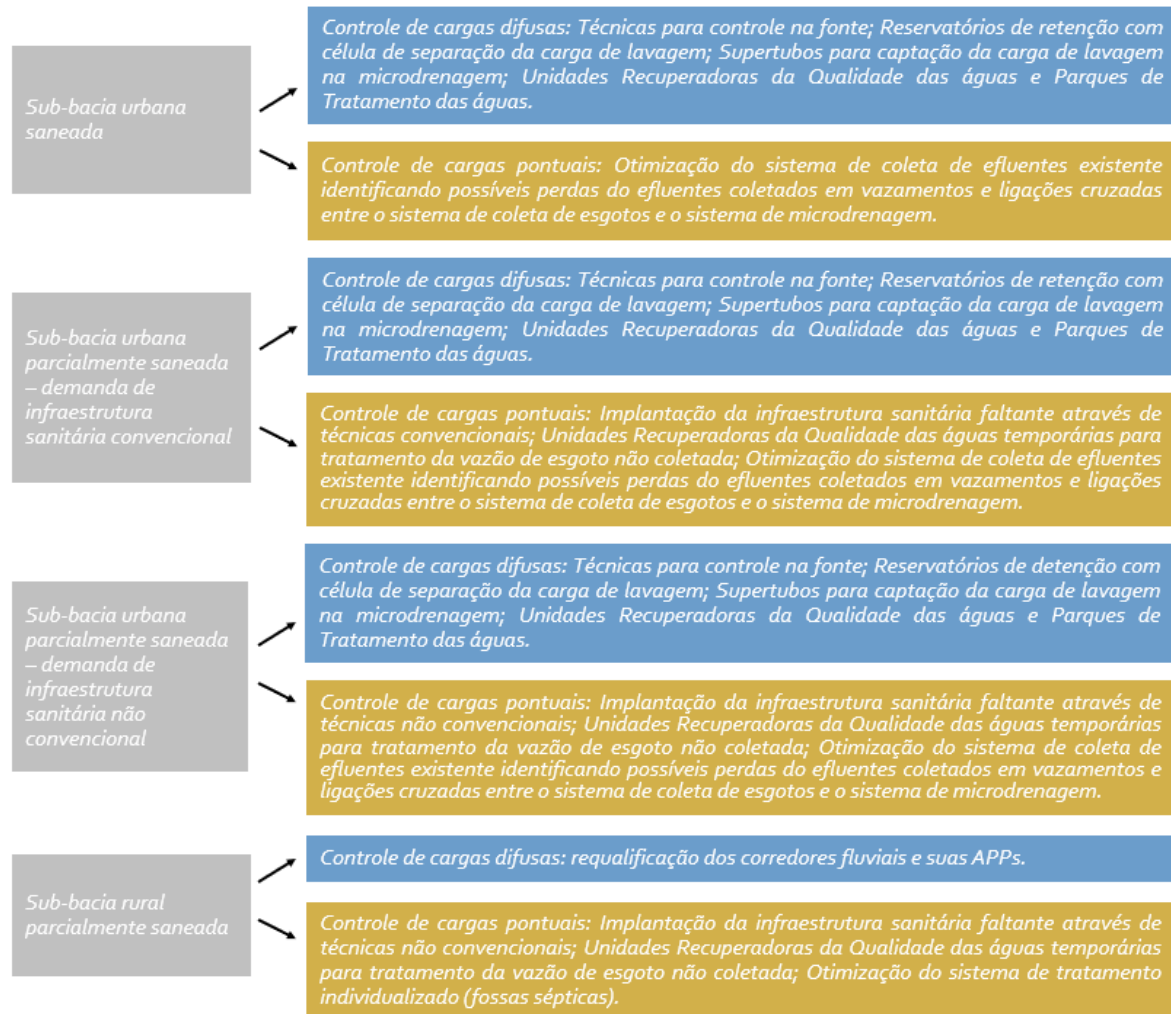 Sub-bacia urbana
saneada
Controle de cargas difusas: Técnicas para controle na fonte; Reservatórios de retenção com
célula de separação da carga de lavagem; Supertubos para captação da carga de lavagem
na microdrenagem; Unidades Recuperadoras da Qualidade das águas e Parques de
Tratamento das águas.
Controle de cargas pontuais: Otimização do sistema de coleta de efluentes existente
identificando possíveis perdas do efluentes coletados em vazamentos e ligações cruzadas
entre o sistema de coleta de esgotos e o sistema de microdrenagem.
Sub-bacia urbana
parcialmente saneada
– demanda de
infraestrutura
sanitária convencional
Controle de cargas difusas: Técnicas para controle na fonte; Reservatórios de retenção com
célula de separação da carga de lavagem; Supertubos para captação da carga de lavagem
na microdrenagem; Unidades Recuperadoras da Qualidade das águas e Parques de
Tratamento das águas.
Controle de cargas pontuais: Implantação da infraestrutura sanitária faltante através de
técnicas convencionais; Unidades Recuperadoras da Qualidade das águas temporárias para
tratamento da vazão de esgoto não coletada; Otimização do sistema de coleta de efluentes
existente identificando possíveis perdas do efluentes coletados em vazamentos e ligações
cruzadas entre o sistema de coleta de esgotos e o sistema de microdrenagem.
Sub-bacia urbana
parcialmente saneada
– demanda de
infraestrutura
sanitária não
convencional
Controle de cargas difusas: Técnicas para controle na fonte; Reservatórios de detenção com
célula de separação da carga de lavagem; Supertubos para captação da carga de lavagem
na microdrenagem; Unidades Recuperadoras da Qualidade das águas e Parques de
Tratamento das águas.
Controle de cargas pontuais: Implantação da infraestrutura sanitária faltante através de
técnicas não convencionais; Unidades Recuperadoras da Qualidade das águas temporárias
para tratamento da vazão de esgoto não coletada; Otimização do sistema de coleta de
efluentes existente identificando possíveis perdas do efluentes coletados em vazamentos e
ligações cruzadas entre o sistema de coleta de esgotos e o sistema de microdrenagem.
Sub-bacia rural
parcialmente saneada
Controle de cargas difusas: requalificação dos corredores fluviais e suas APPs.
Controle de cargas pontuais: Implantação da infraestrutura sanitária faltante através de
técnicas não convencionais; Unidades Recuperadoras da Qualidade das águas temporárias
para tratamento da vazão de esgoto não coletada; Otimização do sistema de tratamento
individualizado (fossas sépticas).